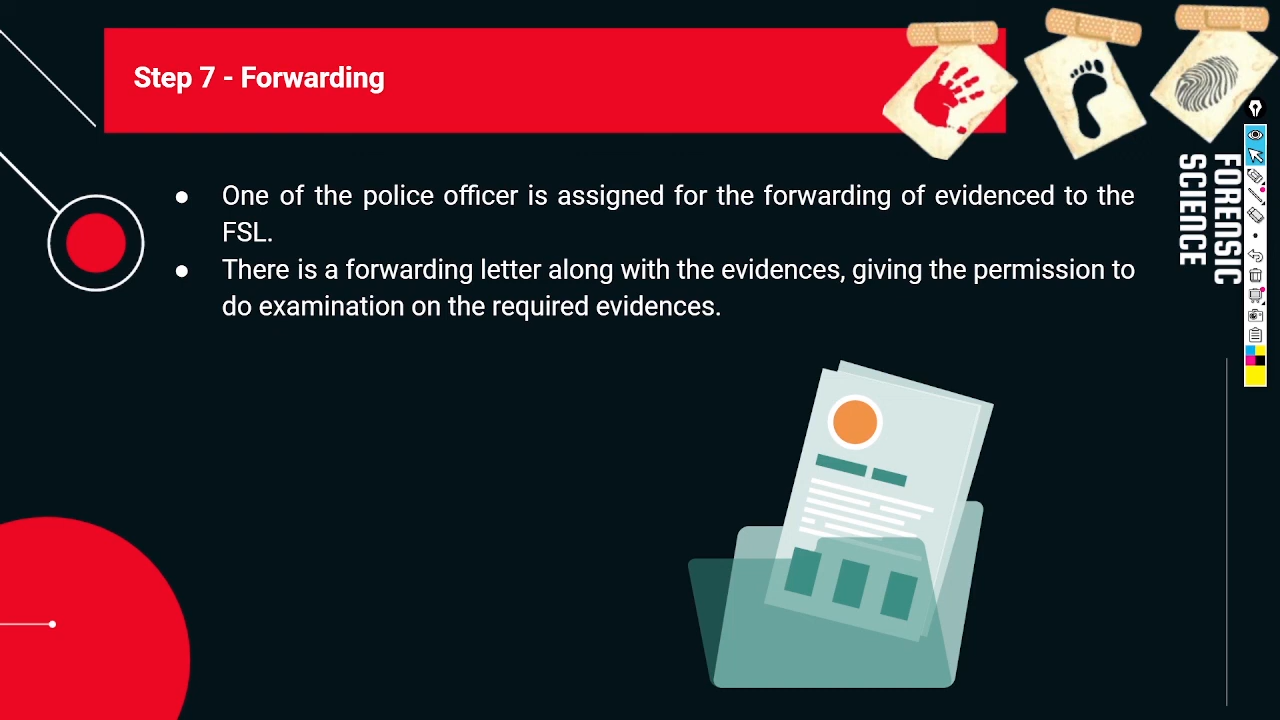 Step 7 - Forwarding
● One of the police officer is assigned for the forwarding of evidenced to the
FSL.
● There is a forwarding letter along with the evidences, giving the permission to
do examination on the required evidences.
FORENSIC
SCIENCE